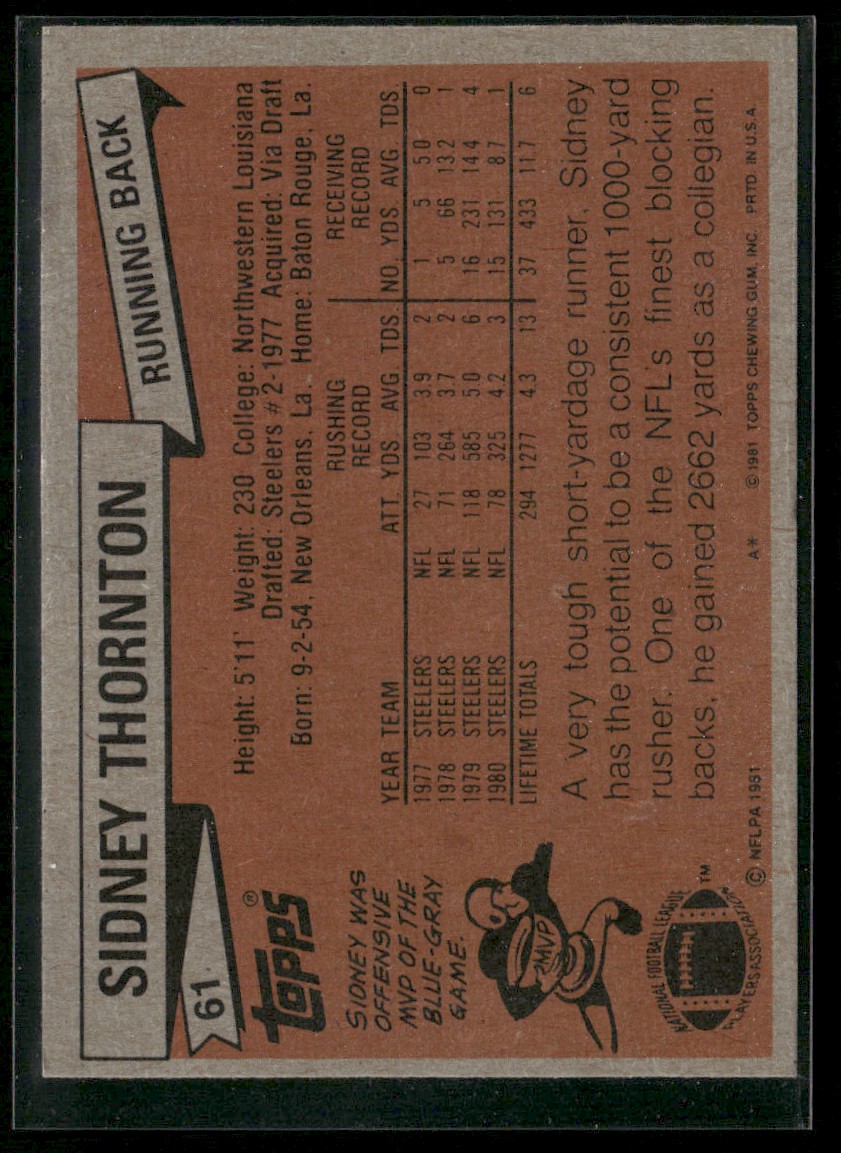 SIDNEY THORNTON
RUNNING BACK
61
TOPPS®
SIDNEY WAS
OFFENSIVE
MVP OF THE
BLUE-GRAY
GAME.
MVP
Height: 5'11" Weight: 230 College: Northwestern Louisiana
Drafted: Steelers #2-1977 Acquired: Via Draft
Born: 9-2-54, New Orleans, La., Home: Baton Rouge, La.
RUSHING RECEIVING
RECORD RECORD
YEAR TEAM ATT. YDS AVG TDS. NO. YDS AVG. TDS.
1977 STEELERS NFL 27 103 3.9 2 1 5 5.0 0
1978 STEELERS NFL 71 264 3.7 2 5 66 13.2 1
1979 STEELERS NFL 118 585 5.0 6 16 231 14.4 4
1980 STEELERS NFL 78 325 4.2 3 15 131 8.7 1
LIFETIME TOTALS 294 1277 4.3 13 37 433 11.7 6
A very tough short-yardage runner, Sidney
has the potential to be a consistent 1000-yard
rusher. One of the NFL's finest blocking
backs, he gained 2662 yards as a collegian.
NATIONAL FOOTBALL LEAGUE
PLAYERS ASSOCIATION
™
© NFLPA 1981
A* ©1981 TOPPS CHEWING GUM, INC. PRTD. IN U.S.A.